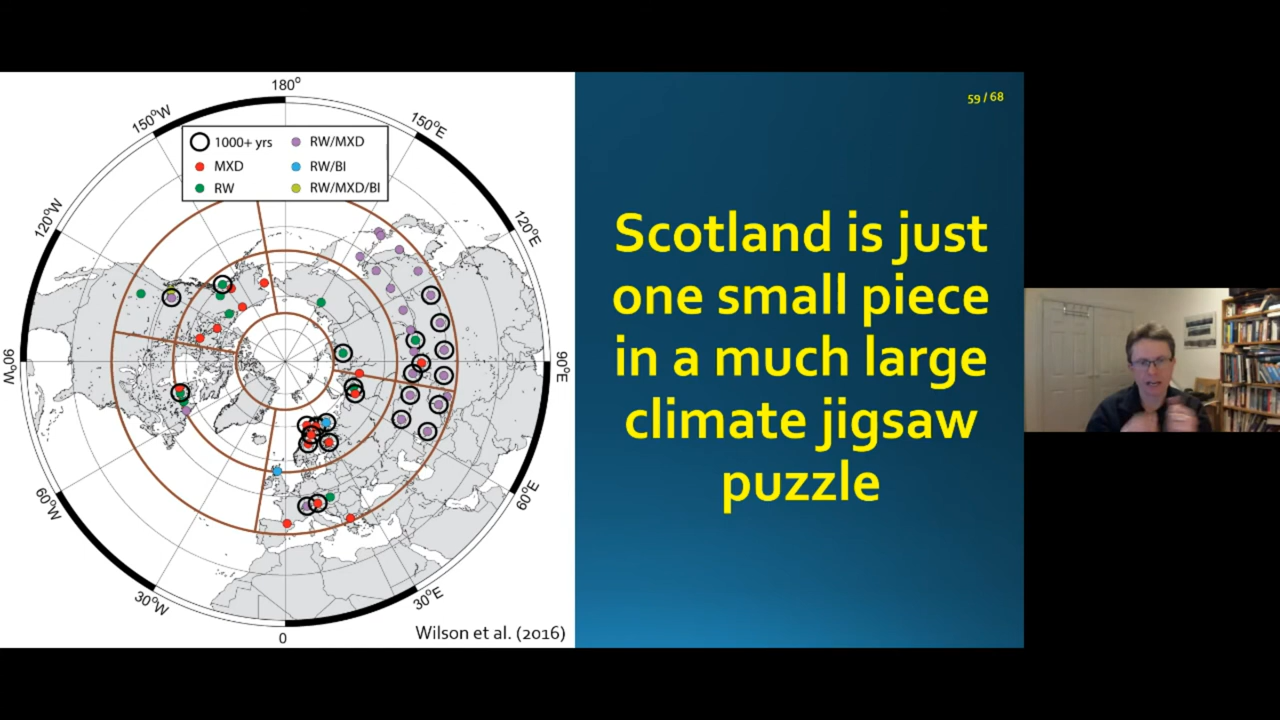 180°
150°W
150°E
1000+ yrs
RW/MXD
MXD
RW/BI
RW
RW/MXD/BI
120°W
120°E
90°W
90°E
60°W
60°E
30°W
30°E
0
Wilson et al. (2016)
59 / 68
Scotland is just
one small piece
in a much large
climate jigsaw
puzzle